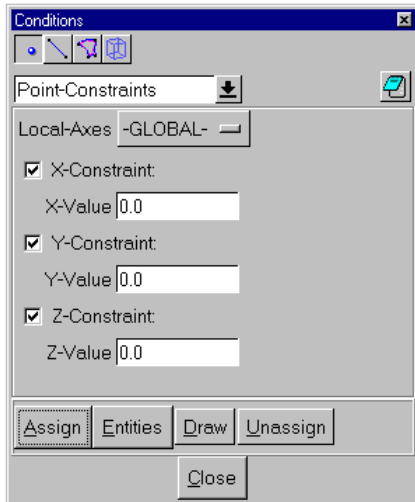 Conditions
Point-Constraints
Local-Axes -GLOBAL-
X-Constraint:
X-Value 0.0
Y-Constraint:
Y-Value 0.0
Z-Constraint:
Z-Value 0.0
Assign Entities Draw Unassign
Close